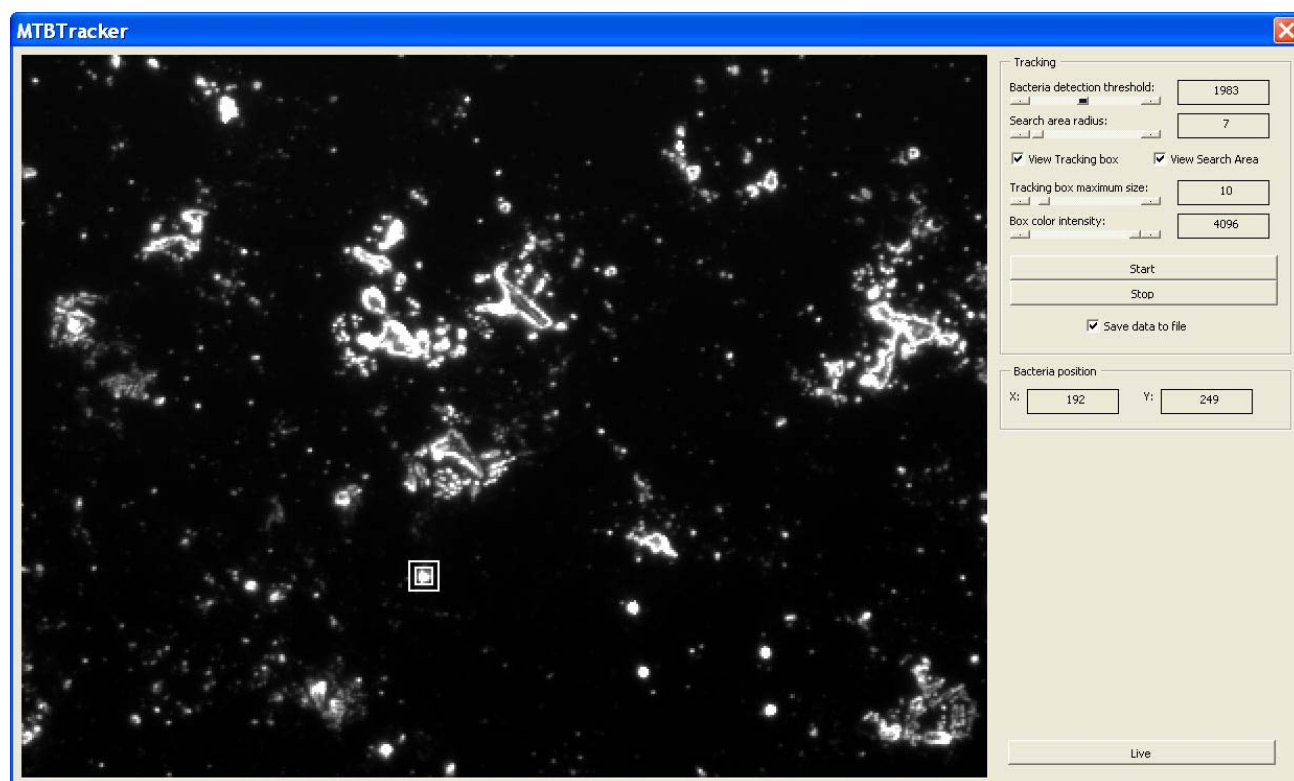 MTBTracker
Tracking
Bacteria detection threshold: 1983
Search area radius: 7
View Tracking box View Search Area
Tracking box maximum size: 10
Box color intensity: 4096
Start
Stop
Save data to file
Bacteria position
X: 192 Y: 249
Live